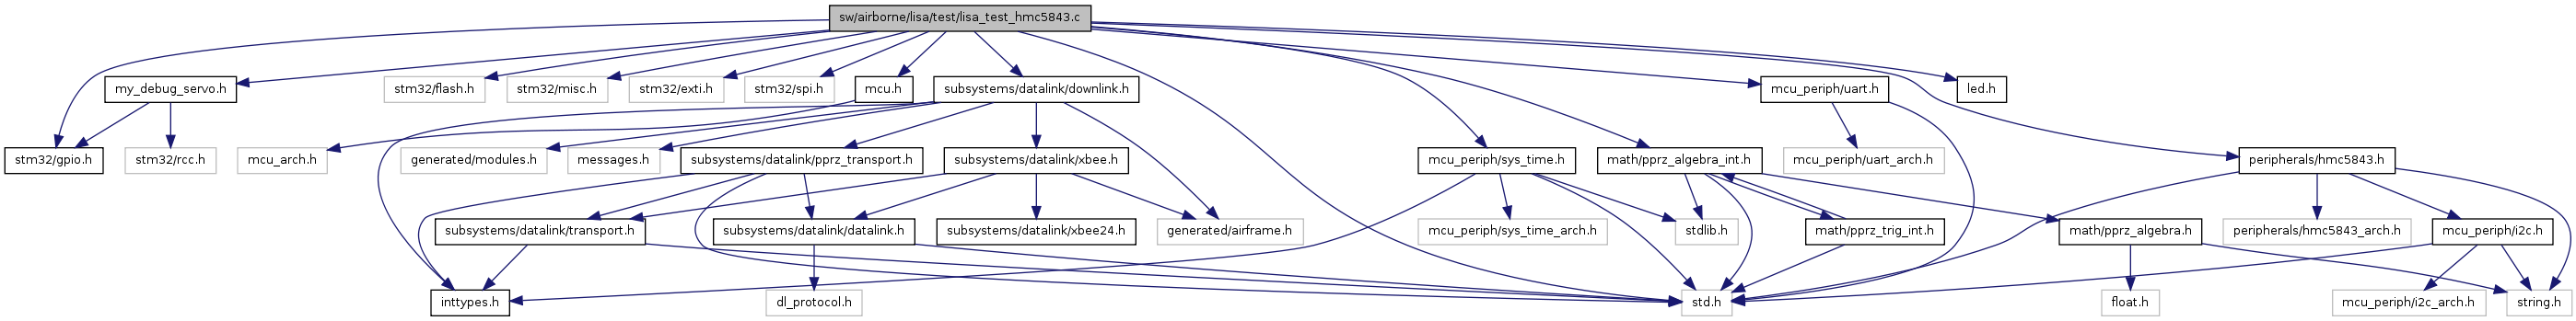 sw/airborne/lisa/test/lisa_test_hmc5843.c
my_debug_servo.h
stm32/flash.h
stm32/misc.h
stm32/exti.h
stm32/spi.h
mcu.h
subsystems/datalink/downlink.h
mcu_periph/uart.h
led.h
stm32/gpio.h
stm32/rcc.h
mcu_arch.h
generated/modules.h
messages.h
subsystems/datalink/pprz_transport.h
subsystems/datalink/xbee.h
mcu_periph/sys_time.h
math/pprz_algebra_int.h
mcu_periph/uart_arch.h
peripherals/hmc5843.h
subsystems/datalink/transport.h
subsystems/datalink/datalink.h
subsystems/datalink/xbee24.h
generated/airframe.h
mcu_periph/sys_time_arch.h
stdlib.h
math/pprz_trig_int.h
math/pprz_algebra.h
peripherals/hmc5843_arch.h
mcu_periph/i2c.h
inttypes.h
dl_protocol.h
std.h
float.h
mcu_periph/i2c_arch.h
string.h